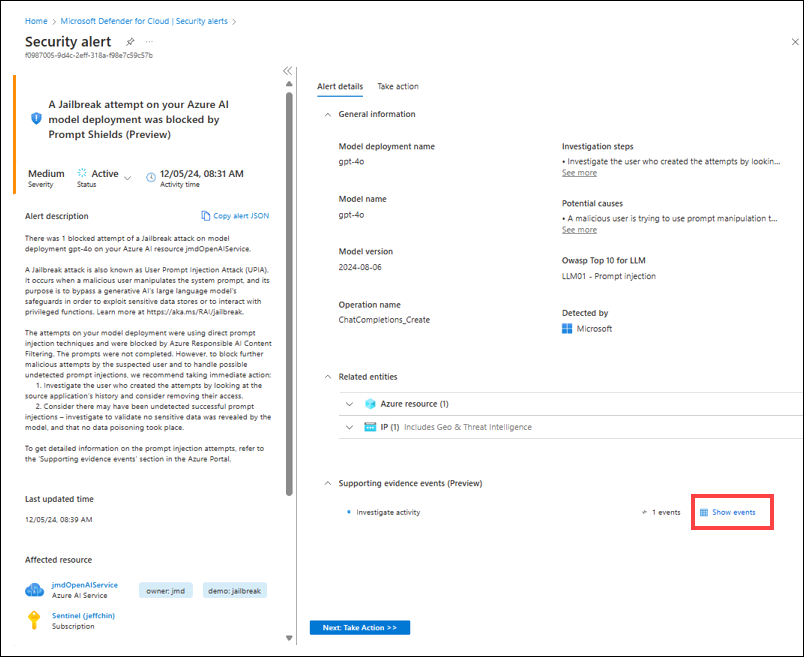 Home > Microsoft Defender for Cloud | Security alerts >
Security alert
f0987005-9d4c-2eff-318a-f98e7c59c57b
A Jailbreak attempt on your Azure AI
model deployment was blocked by
Prompt Shields (Preview)
Medium
Severity
Active
Status
12/05/24, 08:31 AM
Activity time
Alert description
Copy alert JSON
There was 1 blocked attempt of a Jailbreak attack on model
deployment gpt-4o on your Azure AI resource jmdOpenAIService.
A Jailbreak attack is also known as User Prompt Injection Attack (UPIA).
It occurs when a malicious user manipulates the system prompt, and its
purpose is to bypass a generative AI's large language model's
safeguards in order to exploit sensitive data stores or to interact with
privileged functions. Learn more at https://aka.ms/RAI/jailbreak.
The attempts on your model deployment were using direct prompt
injection techniques and were blocked by Azure Responsible AI Content
Filtering. The prompts were not completed. However, to block further
malicious attempts by the suspected user and to handle possible
undetected prompt injections, we recommend taking immediate action:
1. Investigate the user who created the attempts by looking at the
source application's history and consider removing their access.
2. Consider there may have been undetected successful prompt
injections – investigate to validate no sensitive data was revealed by the
model, and that no data poisoning took place.
To get detailed information on the prompt injection attempts, refer to
the 'Supporting evidence events' section in the Azure Portal.
Last updated time
12/05/24, 08:39 AM
Affected resource
jmdOpenAIService
Azure AI Service
owner: jmd
demo: jailbreak
Sentinel (jeffchin)
Subscription
Alert details
Take action
General information
Model deployment name
gpt-4o
Model name
gpt-4o
Model version
2024-08-06
Operation name
ChatCompletions_Create
Investigation steps
• Investigate the user who created the attempts by lookin...
See more
Potential causes
• A malicious user is trying to use prompt manipulation t...
See more
Owasp Top 10 for LLM
LLM01 - Prompt injection
Detected by
Microsoft
Related entities
Azure resource (1)
IP (1) Includes Geo & Threat Intelligence
Supporting evidence events (Preview)
Investigate activity
1 events
Show events
Next: Take Action >>